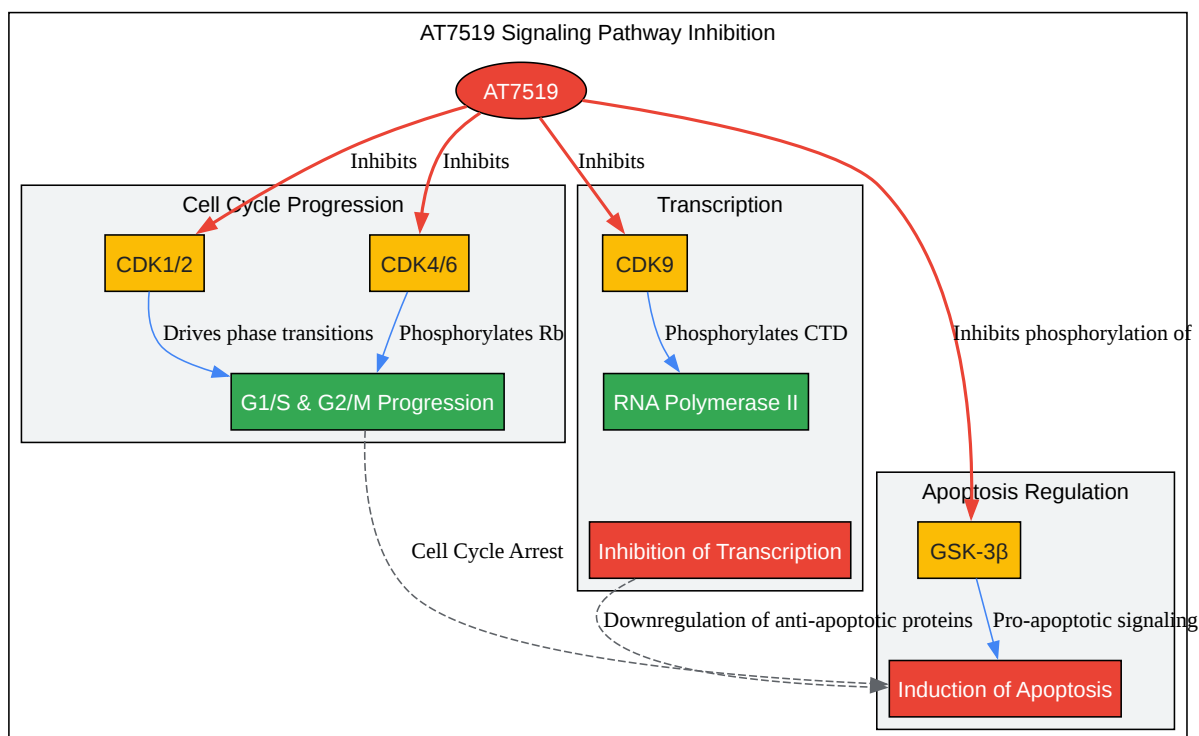 AT7519 Signaling Pathway Inhibition
AT7519
Inhibits
Inhibits
Inhibits
Cell Cycle Progression
Transcription
CDK1/2
CDK4/6
CDK9
Drives phase transitions
Phosphorylates Rb
Phosphorylates CTD
Inhibits phosphorylation of
G1/S & G2/M Progression
RNA Polymerase II
Apoptosis Regulation
Cell Cycle Arrest
Inhibition of Transcription
GSK-3β
Downregulation of anti-apoptotic proteins
Pro-apoptotic signaling
Induction of Apoptosis